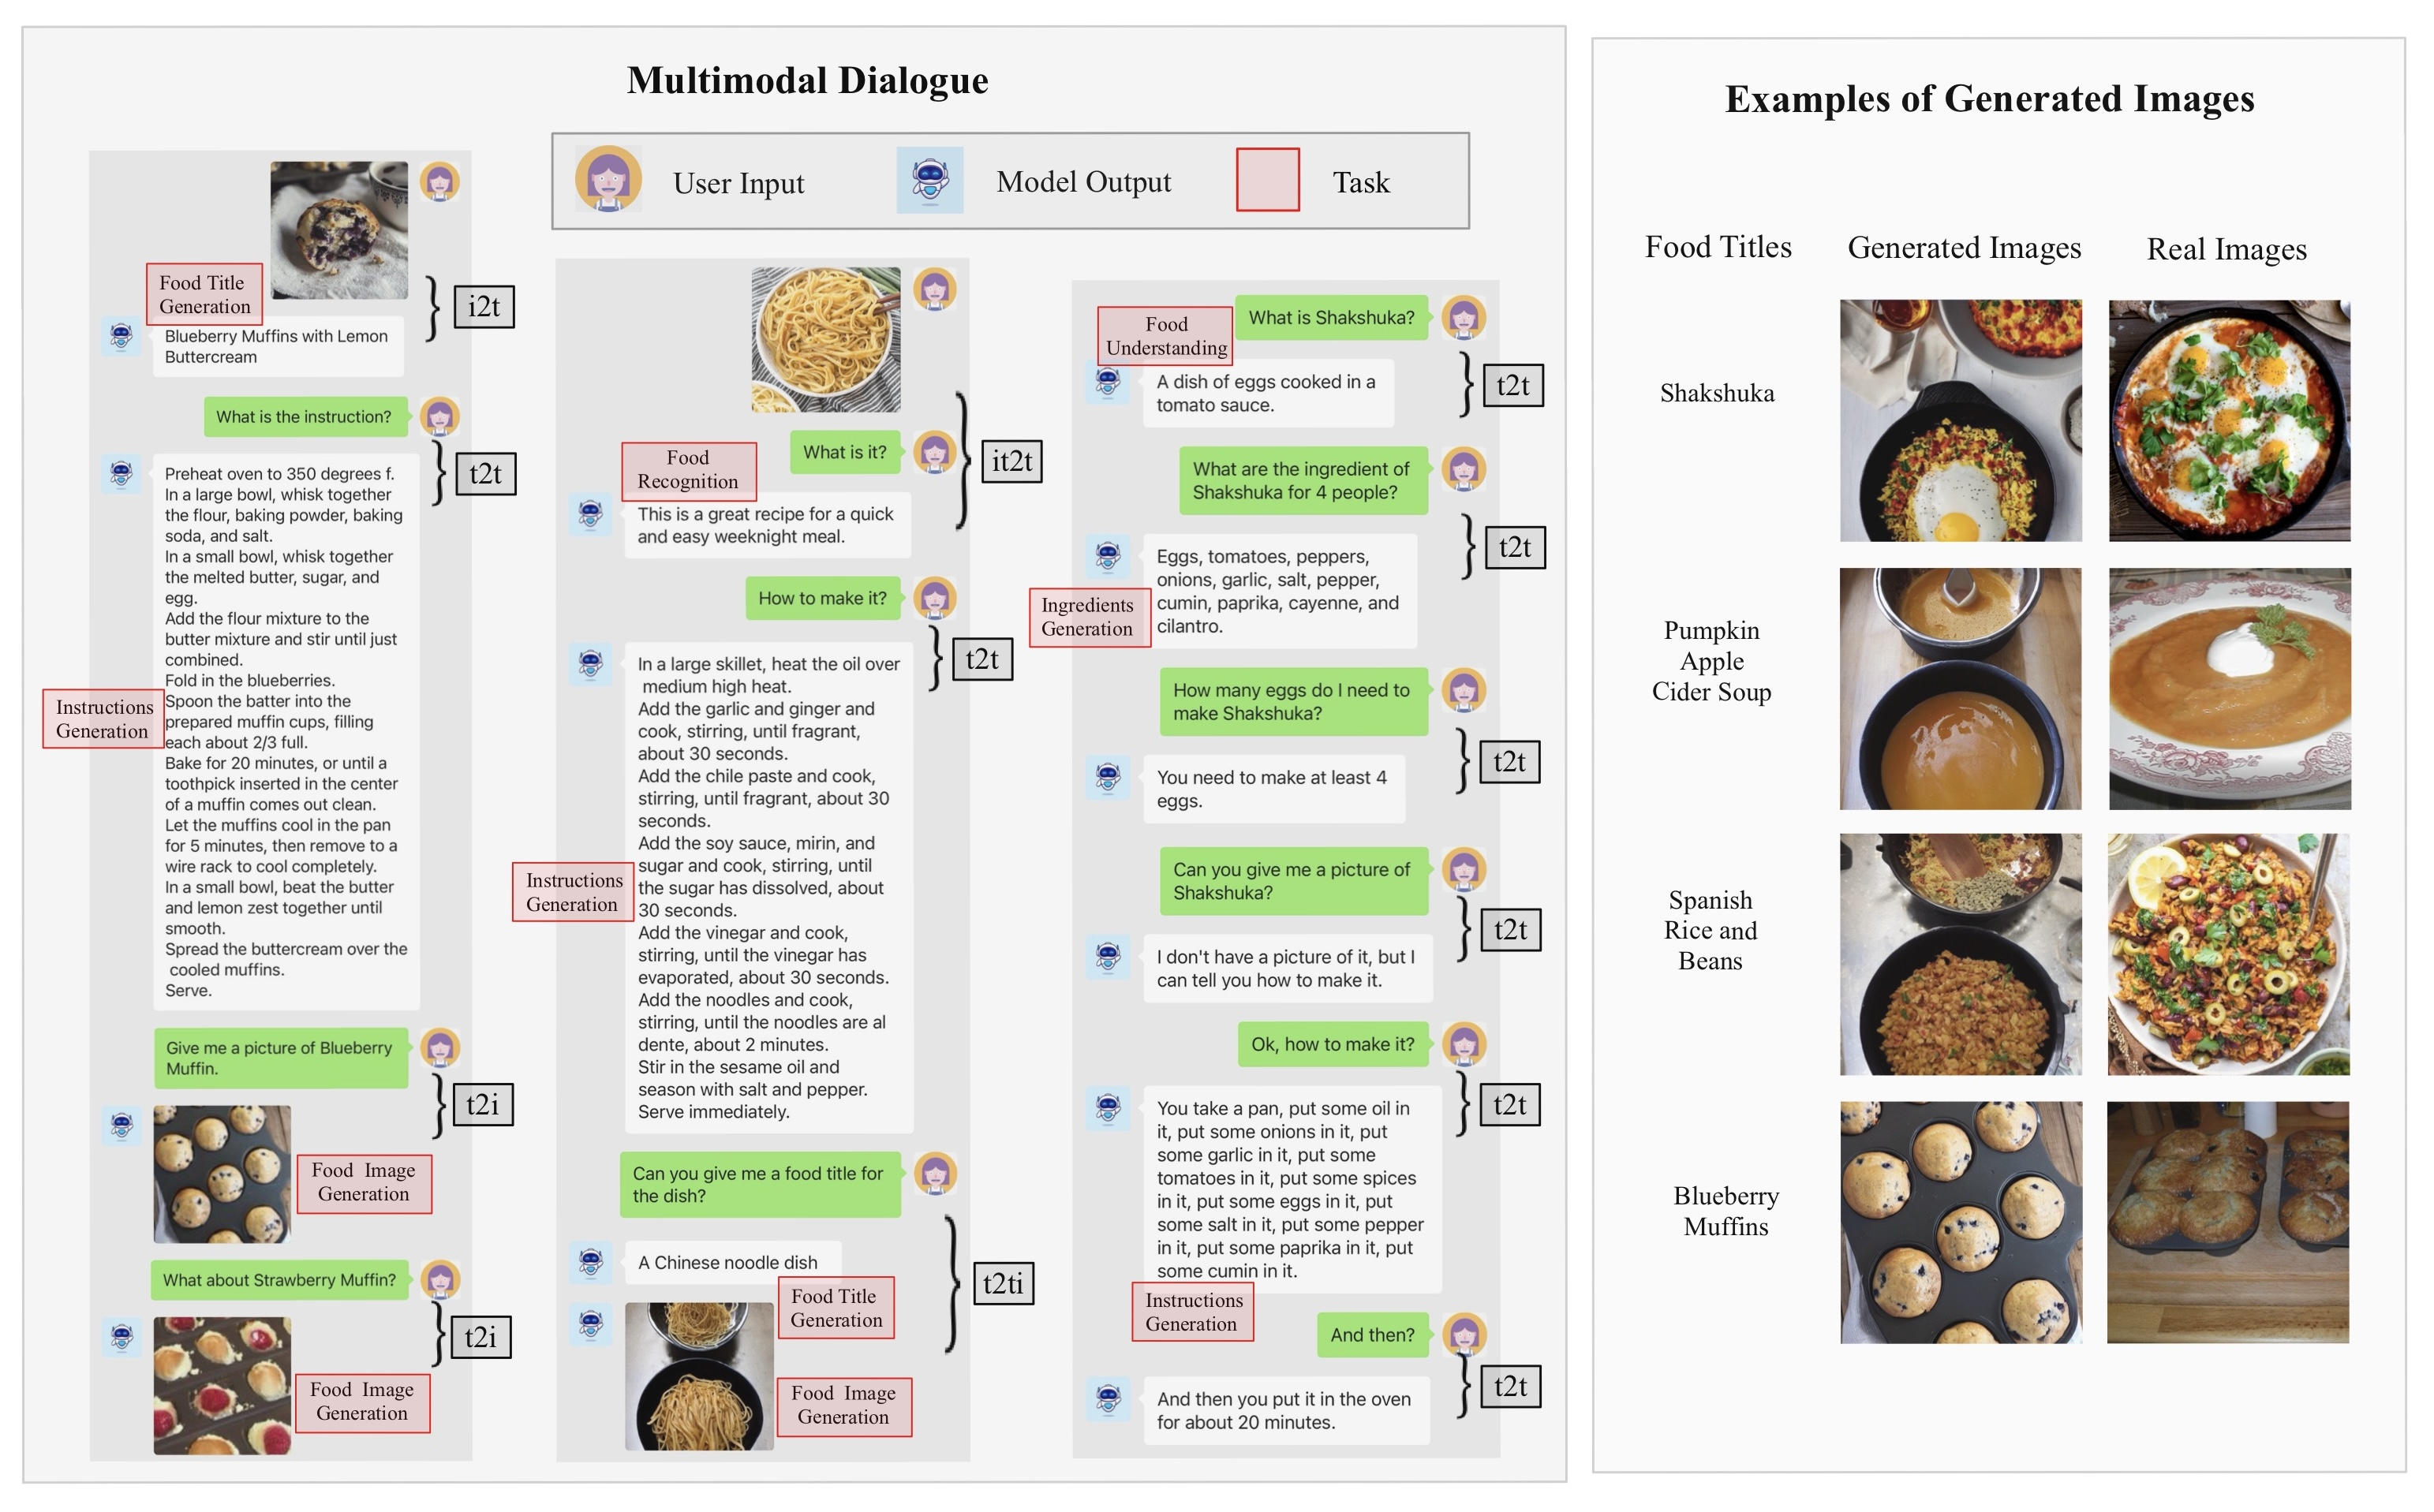 Multimodal Dialogue
User Input
Model Output
Task
Food Title
Generation
i2t
Blueberry Muffins with Lemon
Buttercream
What is the instruction?
t2t
Preheat oven to 350 degrees f.
In a large bowl, whisk together
the flour, baking powder, baking
soda, and salt.
In a small bowl, whisk together
the melted butter, sugar, and
egg.
Add the flour mixture to the
butter mixture and stir until just
combined.
Fold in the blueberries.
Spoon the batter into the
prepared muffin cups, filling
each about 2/3 full.
Bake for 20 minutes, or until a
toothpick inserted in the center
of a muffin comes out clean.
Let the muffins cool in the pan
for 5 minutes, then remove to a
wire rack to cool completely.
In a small bowl, beat the butter
and lemon zest together until
smooth.
Spread the buttercream over the
cooled muffins.
Serve.
Instructions
Generation
Give me a picture of Blueberry
Muffin.
t2i
Food Image
Generation
What about Strawberry Muffin?
t2i
Food Image
Generation
What is it?
it2t
Food
Recognition
This is a great recipe for a quick
and easy weeknight meal.
How to make it?
t2t
In a large skillet, heat the oil over
medium high heat.
Add the garlic and ginger and
cook, stirring, until fragrant,
about 30 seconds.
Add the chile paste and cook,
stirring, until fragrant, about 30
seconds.
Add the soy sauce, mirin, and
sugar and cook, stirring, until
the sugar has dissolved, about
30 seconds.
Add the vinegar and cook,
stirring, until the vinegar has
evaporated, about 30 seconds.
Add the noodles and cook,
stirring, until the noodles are al
dente, about 2 minutes.
Stir in the sesame oil and
season with salt and pepper.
Serve immediately.
Instructions
Generation
Can you give me a food title for
the dish?
A Chinese noodle dish
t2ti
Food Title
Generation
Food Image
Generation
What is Shakshuka?
Food
Understanding
t2t
A dish of eggs cooked in a
tomato sauce.
What are the ingredient of
Shakshuka for 4 people?
t2t
Eggs, tomatoes, peppers,
onions, garlic, salt, pepper,
cumin, paprika, cayenne, and
cilantro.
Ingredients
Generation
How many eggs do I need to
make Shakshuka?
t2t
You need to make at least 4
eggs.
Can you give me a picture of
Shakshuka?
t2t
I don't have a picture of it, but I
can tell you how to make it.
Ok, how to make it?
t2t
You take a pan, put some oil in
it, put some onions in it, put
some garlic in it, put some
tomatoes in it, put some spices
in it, put some eggs in it, put
some salt in it, put some pepper
in it, put some paprika in it, put
some cumin in it.
Instructions
Generation
And then?
t2t
And then you put it in the oven
for about 20 minutes.
Examples of Generated Images
Food Titles
Generated Images
Real Images
Shakshuka
Pumpkin
Apple
Cider Soup
Spanish
Rice and
Beans
Blueberry
Muffins